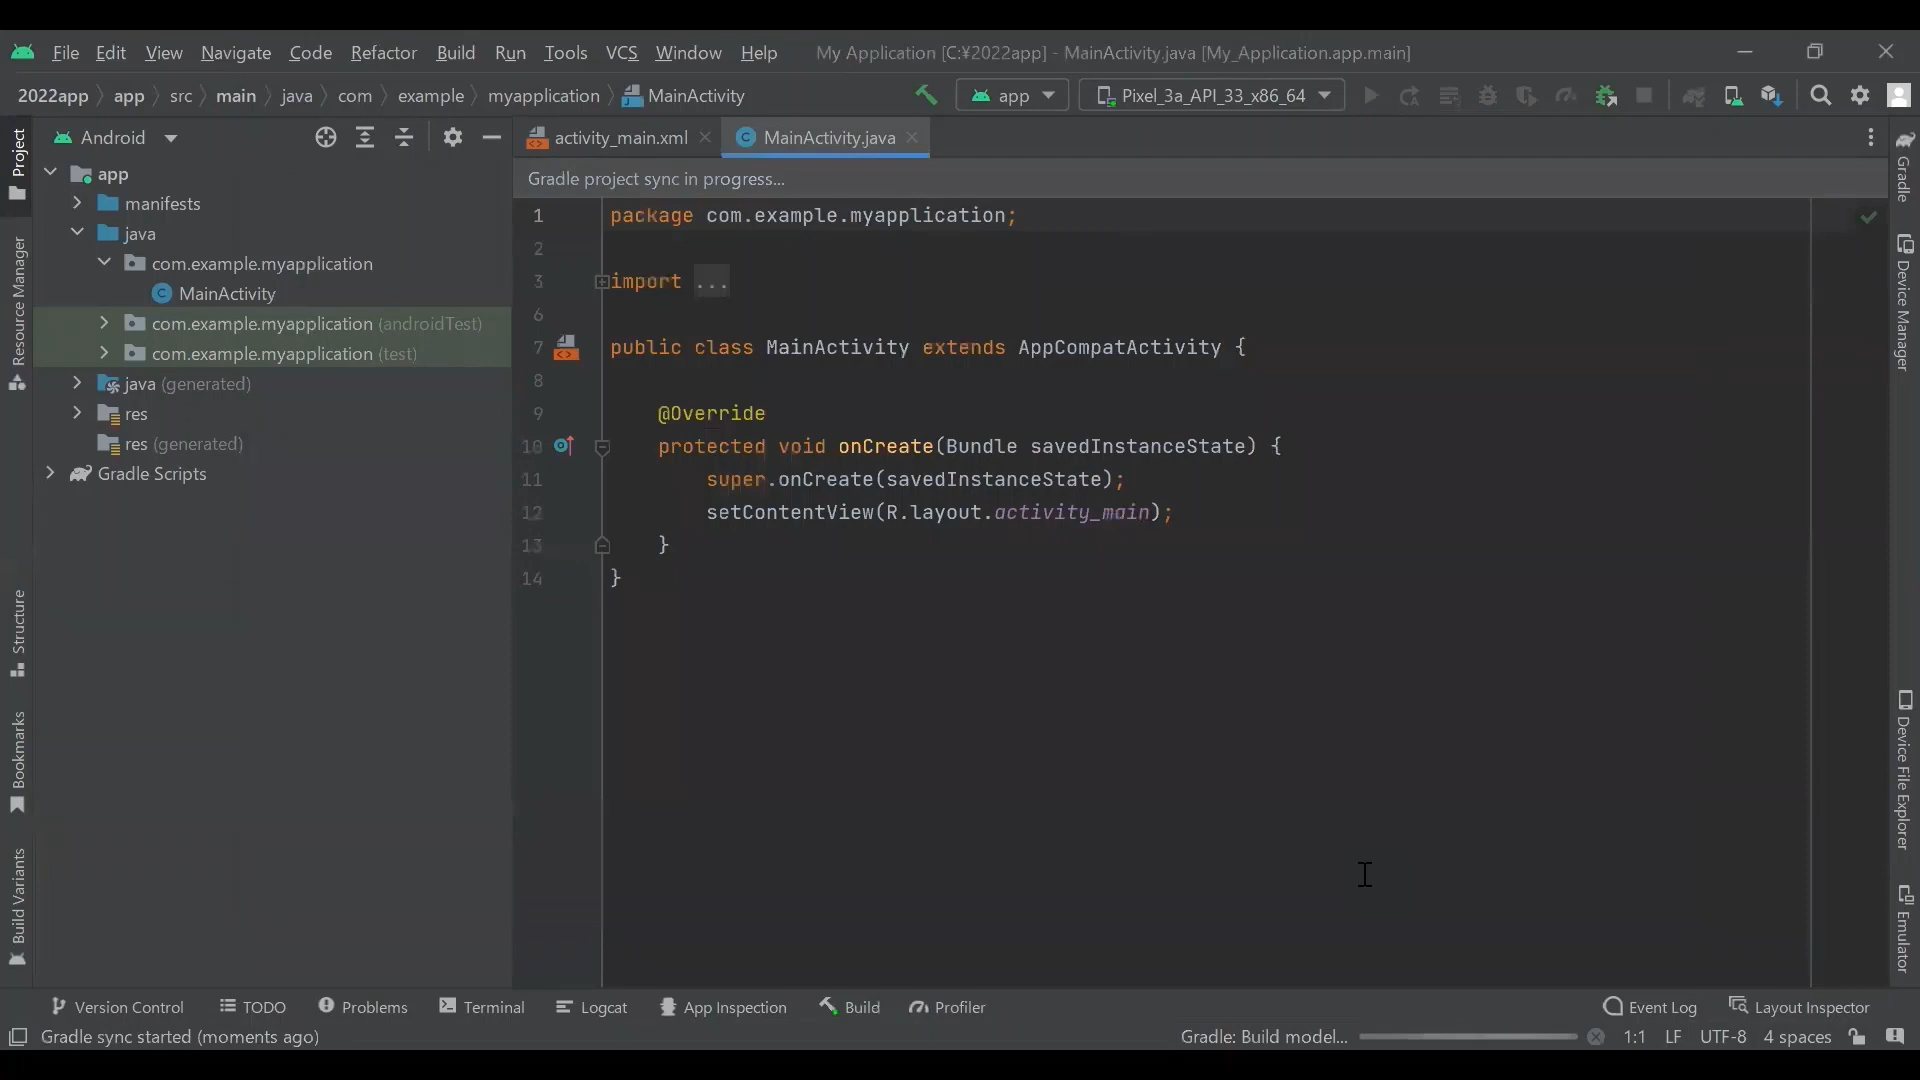 File Edit View Navigate Code Refactor Build Run Tools VCS Window Help My Application [C:¥2022app] - MainActivity.java [My_Application.app.main]
2022app app src main java com example myapplication MainActivity app Pixel_3a_API_33_x86_64
Project
Resource Manager
Structure
Bookmarks
Build Variants
Android
app
manifests
java
com.example.myapplication
MainActivity
com.example.myapplication (androidTest)
com.example.myapplication (test)
java (generated)
res
res (generated)
Gradle Scripts
activity_main.xml MainActivity.java
Gradle project sync in progress...
1 package com.example.myapplication;
2
3 import ...
6
7 public class MainActivity extends AppCompatActivity {
8
9 @Override
10 protected void onCreate(Bundle savedInstanceState) {
11 super.onCreate(savedInstanceState);
12 setContentView(R.layout.activity_main);
13 }
14 }
Gradle
Device Manager
Device File Explorer
Emulator
Version Control TODO Problems Terminal Logcat App Inspection Build Profiler Event Log Layout Inspector
Gradle sync started (moments ago) Gradle: Build model... 1:1 LF UTF-8 4 spaces